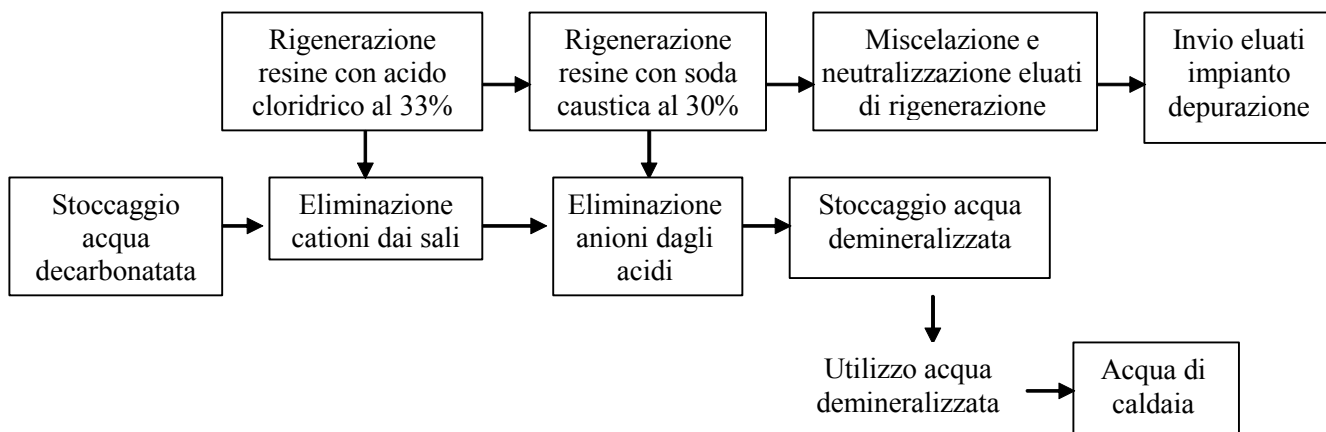 Rigenerazione
resine con acido
cloridrico al 33%
Rigenerazione
resine con soda
caustica al 30%
Miscelazione e
neutralizzazione eluati
di rigenerazione
Invio eluati
impianto
depurazione
Stoccaggio
acqua
decarbonatata
Eliminazione
cationi dai sali
Eliminazione
anioni dagli
acidi
Stoccaggio acqua
demineralizzata
Utilizzo acqua
demineralizzata
Acqua di
caldaia